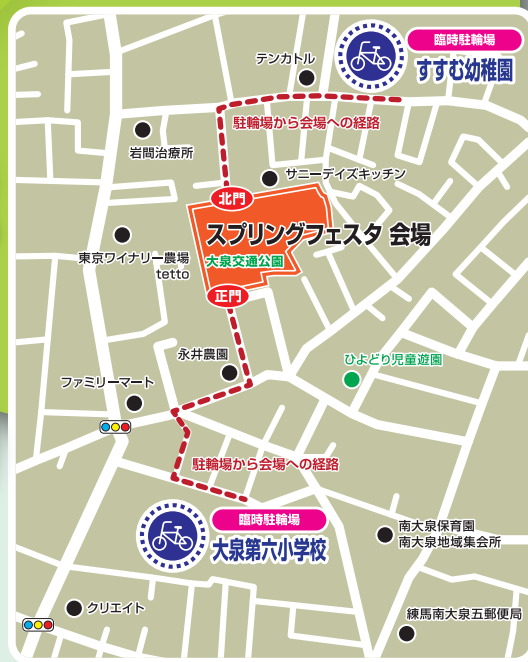 臨時駐輪場
すすむ幼稚園
テンカトル
駐輪場から会場への経路
岩間治療所
サニーデイズキッチン
北門
スプリングフェスタ 会場
大泉交通公園
東京ワイナリー農場
tetto
正門
永井農園
ひよどり児童遊園
ファミリーマート
駐輪場から会場への経路
臨時駐輪場
大泉第六小学校
南大泉保育園
南大泉地域集会所
クリエイト
練馬南大泉五郵便局